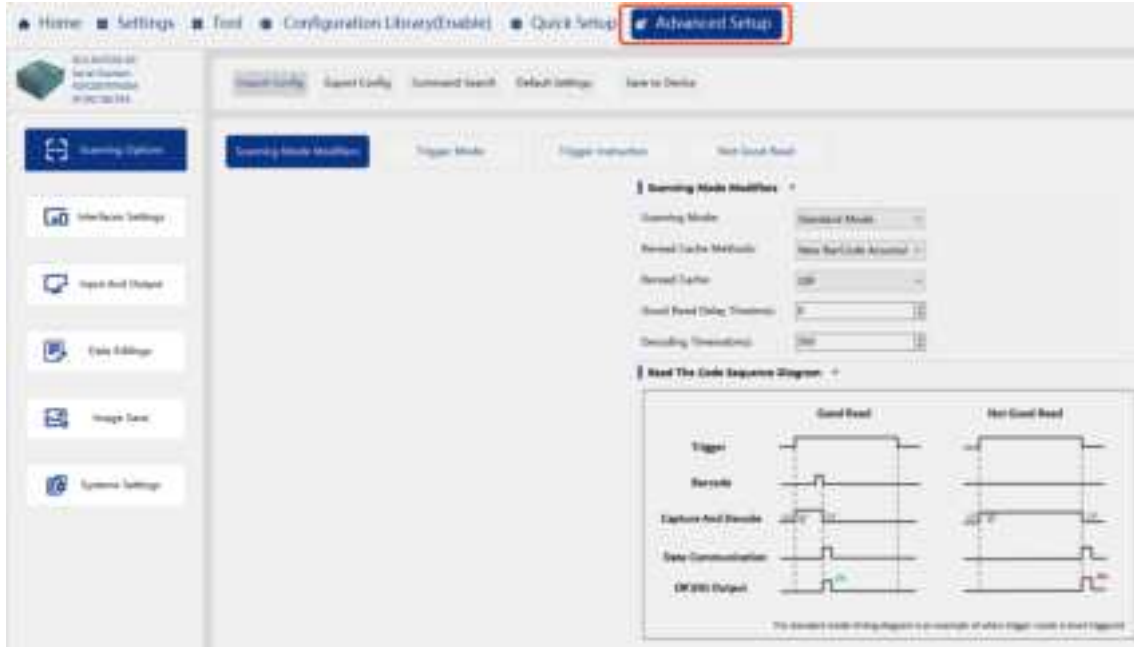 Home Settings Tool Configuration Library(Enable) Quick Setup Advanced Setup
Import Config Export Config Command Search Default Settings Save to Device
Scanning Options
Interfaces Settings
Input And Output
Data Editings
Image Save
Systems Settings
Scanning Mode Modifiers Trigger Mode Trigger Instruction Not Good Read
Scanning Mode Modifiers
Scanning Mode: Standard Mode
Reread Cache Methods:
Reread Cache:
Good Read Delay Time(ms): 0
Decoding Timeout(ms):
Read The Code Sequence Diagram
Good Read Not Good Read
Trigger
Barcode
Capture And Decode
Data Communication
OK\NG Output